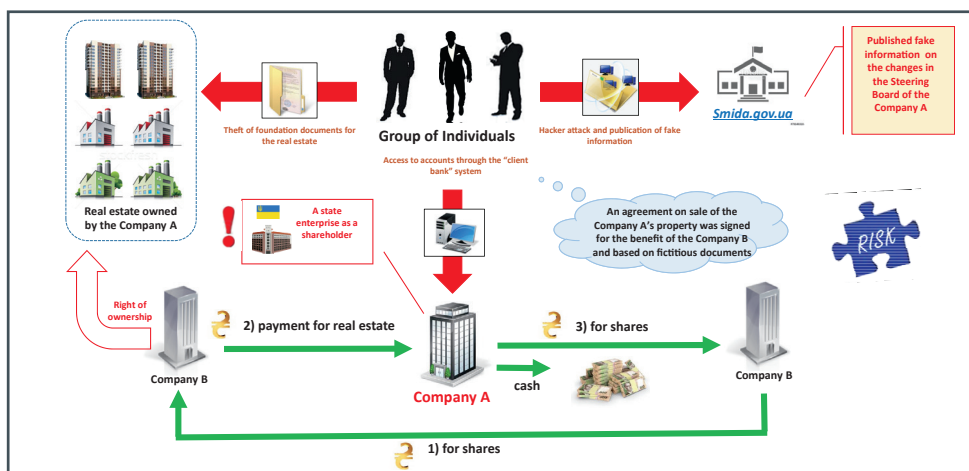 Published fake
information on
the changes in
the Steering
Board of the
Company A
Smida.gov.ua
Theft of foundation documents for
the real estate
Group of Individuals
Hacker attack and publication of fake
information
Access to accounts through the "client
bank" system
Real estate owned
by the Company A
A state
enterprise as a
shareholder
An agreement on sale of the
Company A's property was signed
for the benefit of the Company B
and based on fictitious documents
RISK
Right of
ownership
2) payment for real estate
3) for shares
Company B
Company A
cash
Company B
1) for shares